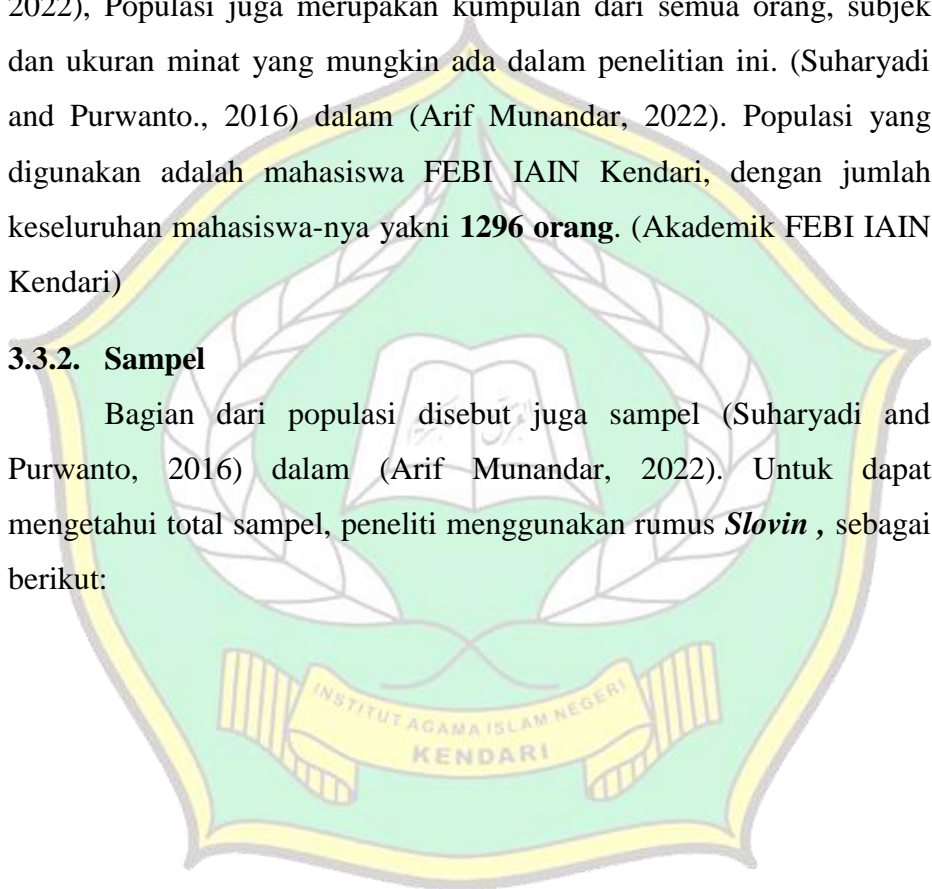 2022), Populasi juga merupakan kumpulan dari semua orang, subjek
dan ukuran minat yang mungkin ada dalam penelitian ini. (Suharyadi
and Purwanto., 2016) dalam (Arif Munandar, 2022). Populasi yang
digunakan adalah mahasiswa FEBI IAIN Kendari, dengan jumlah
keseluruhan mahasiswa-nya yakni 1296 orang. (Akademik FEBI IAIN
Kendari)
3.3.2. Sampel
Bagian dari populasi disebut juga sampel (Suharyadi and
Purwanto, 2016) dalam (Arif Munandar, 2022). Untuk dapat
mengetahui total sampel, peneliti menggunakan rumus Slovin , sebagai
berikut:
INSTITUT AGAMA ISLAM NEGERI
KENDARI